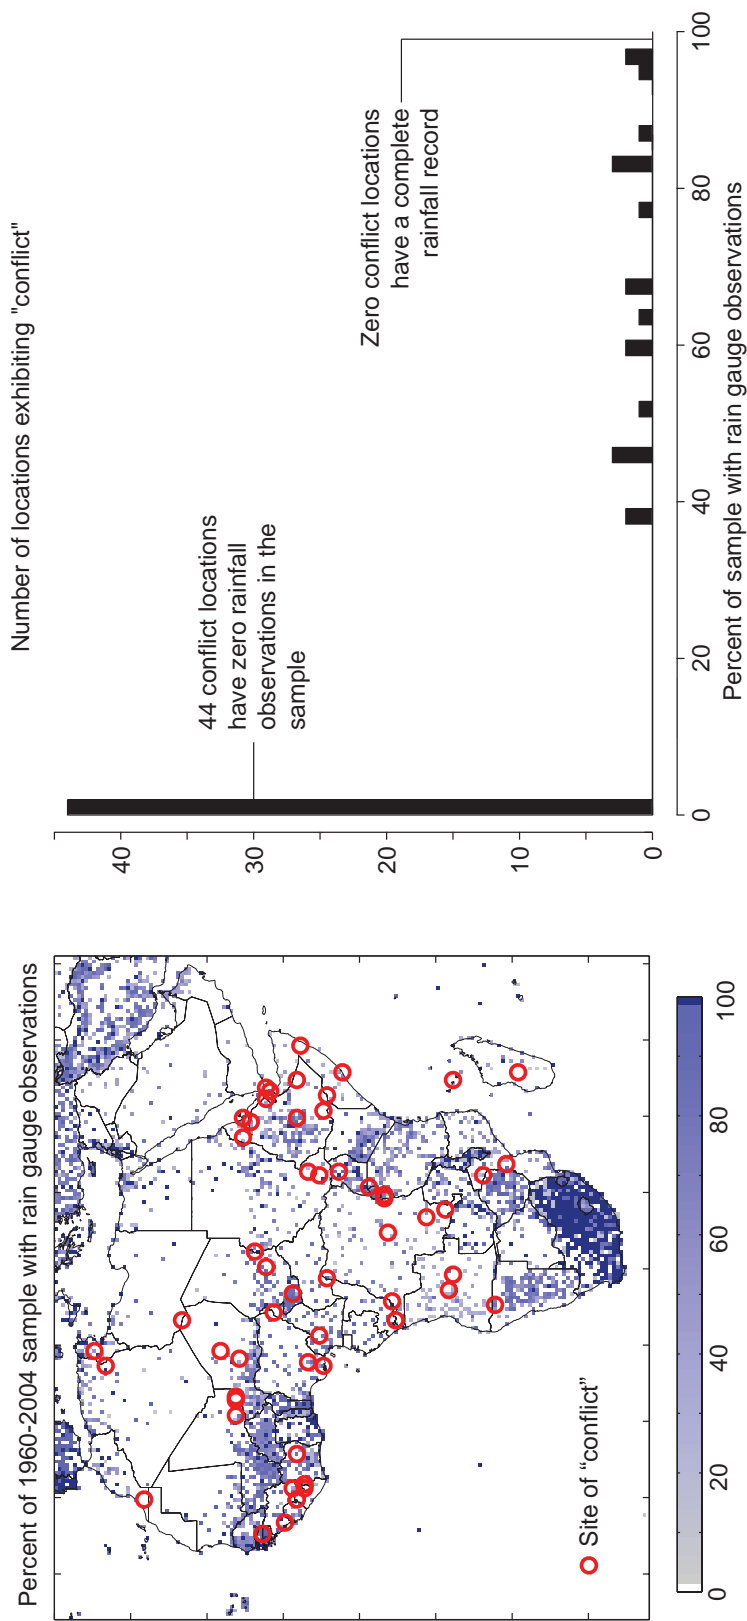 Percent of 1960-2004 sample with rain gauge observations
Site of “conflict”
0 20 40 60 80 100
Number of locations exhibiting "conflict"
40
30
20
10
0
44 conflict locations
have zero rainfall
observations in the
sample
Zero conflict locations
have a complete
rainfall record
0 20 40 60 80 100
Percent of sample with rain gauge observations